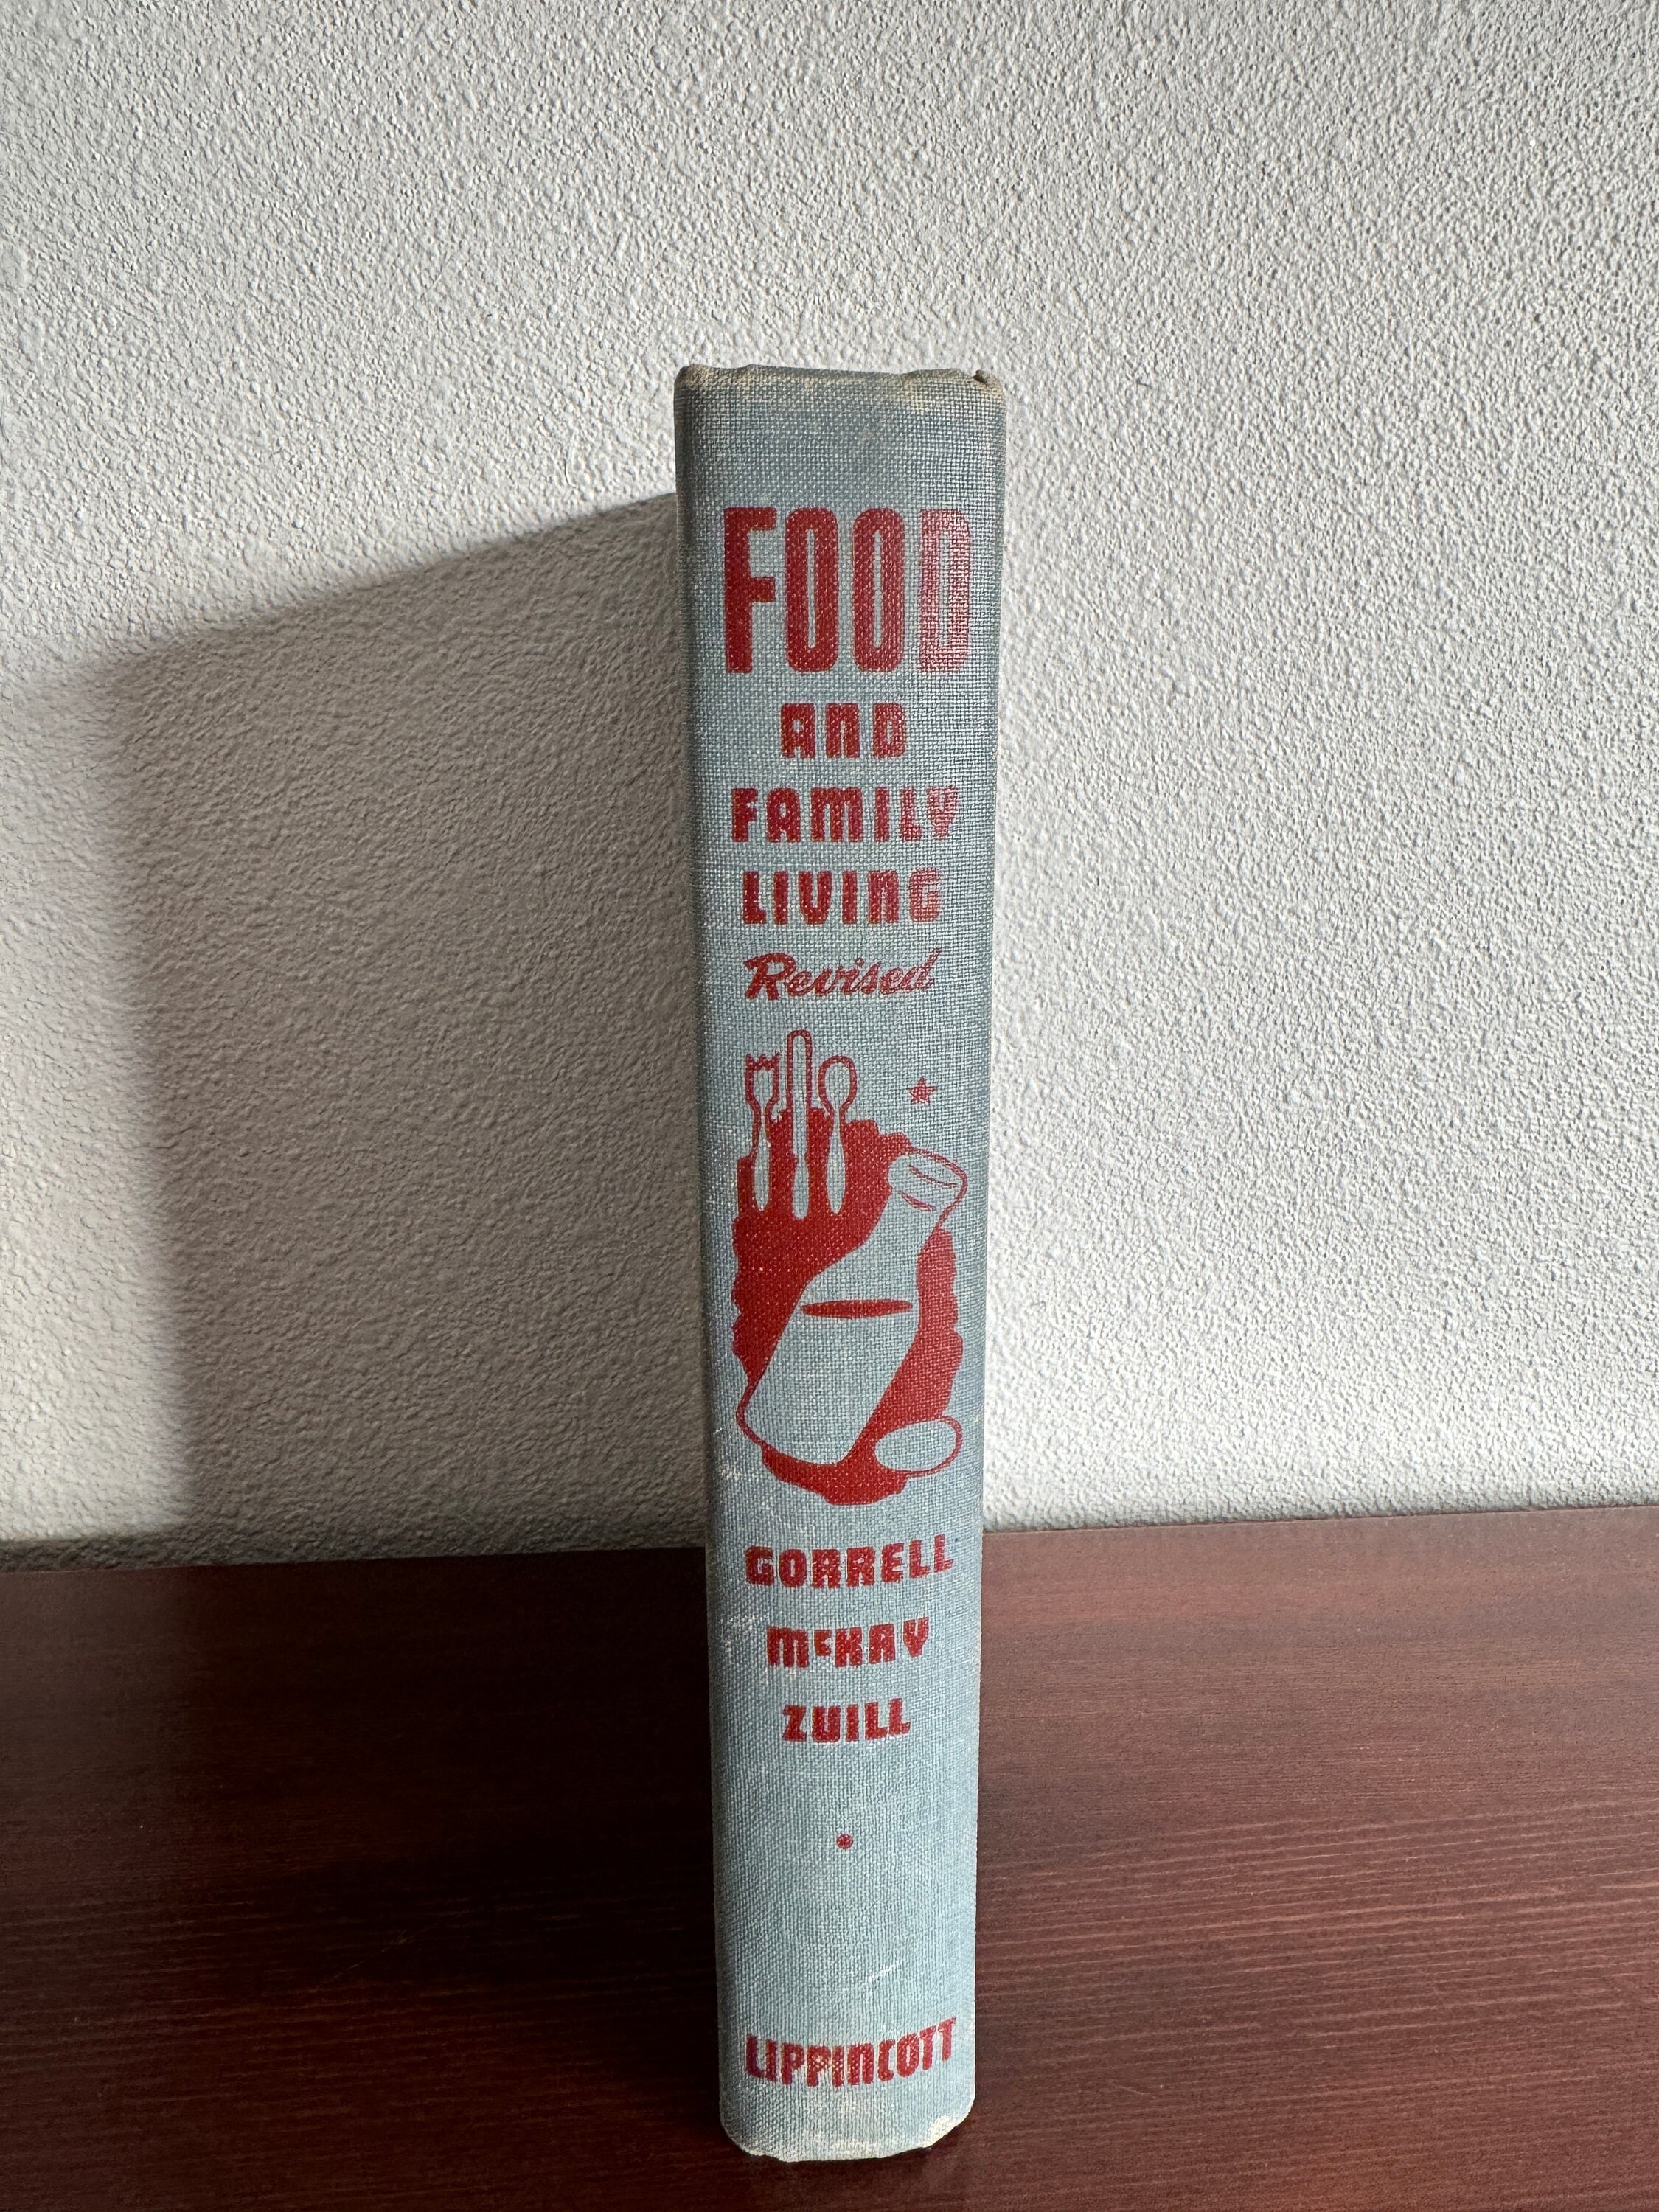 FOOD
AND
FAMILY
LIVING
Revised
GORRELL
McKAY
ZUILL
LIPPINCOTT